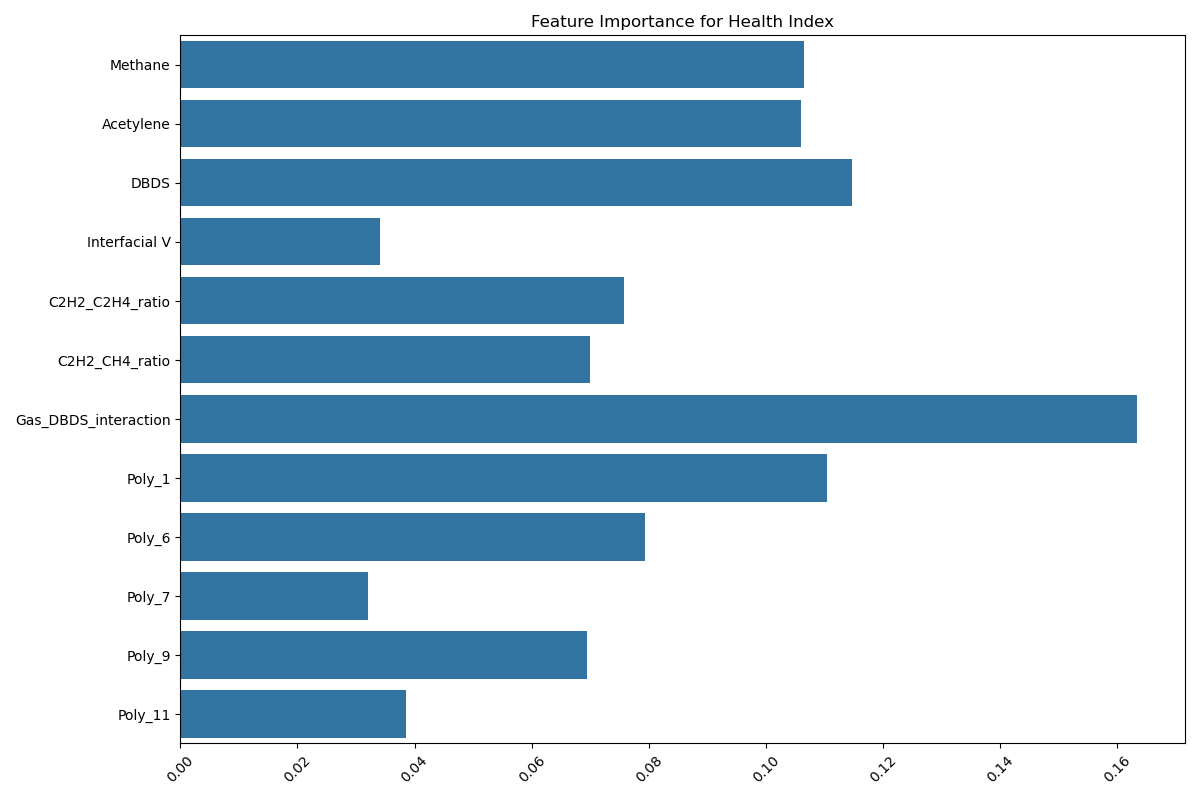 Feature Importance for Health Index
Methane
Acetylene
DBDS
Interfacial V
C2H2_C2H4_ratio
C2H2_CH4_ratio
Gas_DBDS_interaction
Poly_1
Poly_6
Poly_7
Poly_9
Poly_11
0.00 0.02 0.04 0.06 0.08 0.10 0.12 0.14 0.16